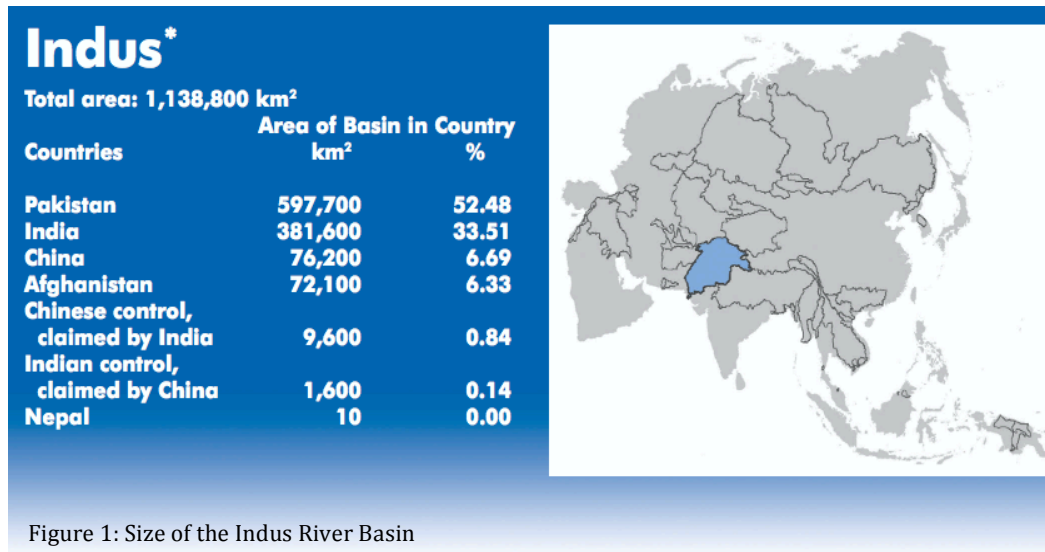 Indus*
Total area: 1,138,800 km²
Area of Basin in Country
Countries km² %
Pakistan 597,700 52.48
India 381,600 33.51
China 76,200 6.69
Afghanistan 72,100 6.33
Chinese control,
claimed by India 9,600 0.84
Indian control,
claimed by China 1,600 0.14
Nepal 10 0.00
Figure 1: Size of the Indus River Basin